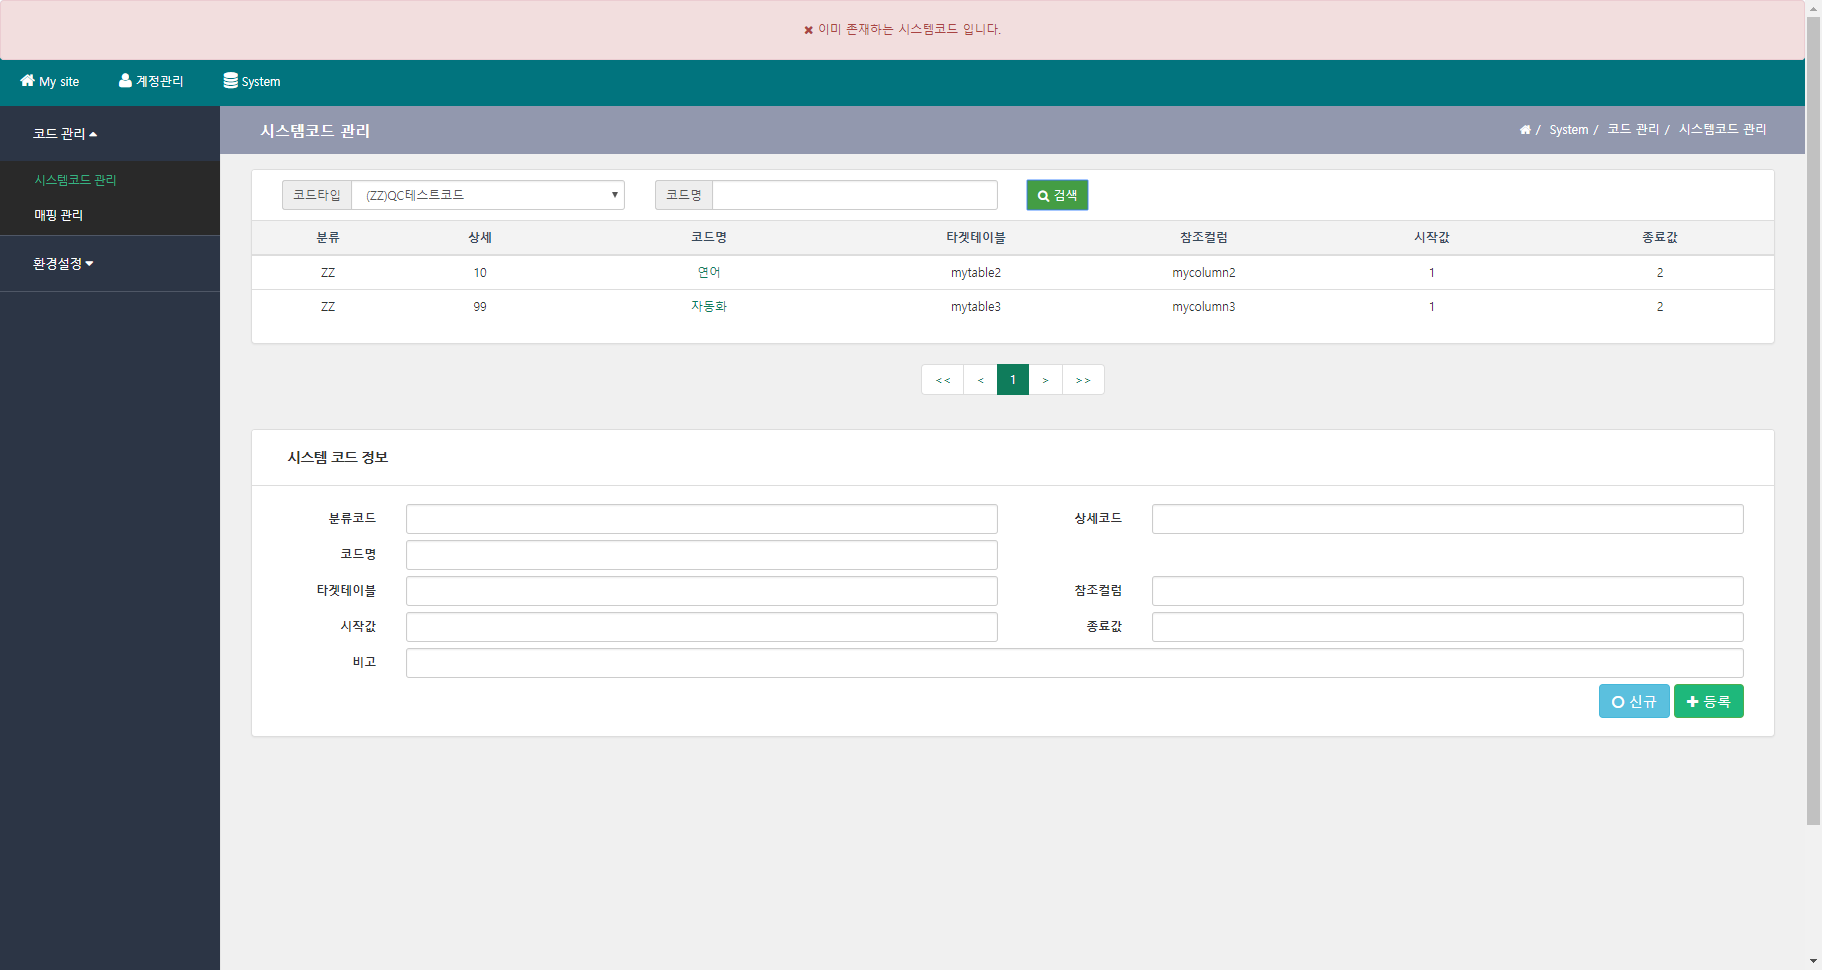 이미 존재하는 시스템코드 입니다.
My site 계정관리 System
코드 관리
시스템코드 관리
매핑 관리
환경설정
시스템코드 관리
/ System / 코드 관리 / 시스템코드 관리
코드타입 (ZZ)QC테스트코드 코드명 검색
분류 상세 코드명 타겟테이블 참조컬럼 시작값 종료값
ZZ 10 연어 mytable2 mycolumn2 1 2
ZZ 99 자동화 mytable3 mycolumn3 1 2
<< < 1 > >>
시스템 코드 정보
분류코드 상세코드
코드명
타겟테이블 참조컬럼
시작값 종료값
비고
신규 등록